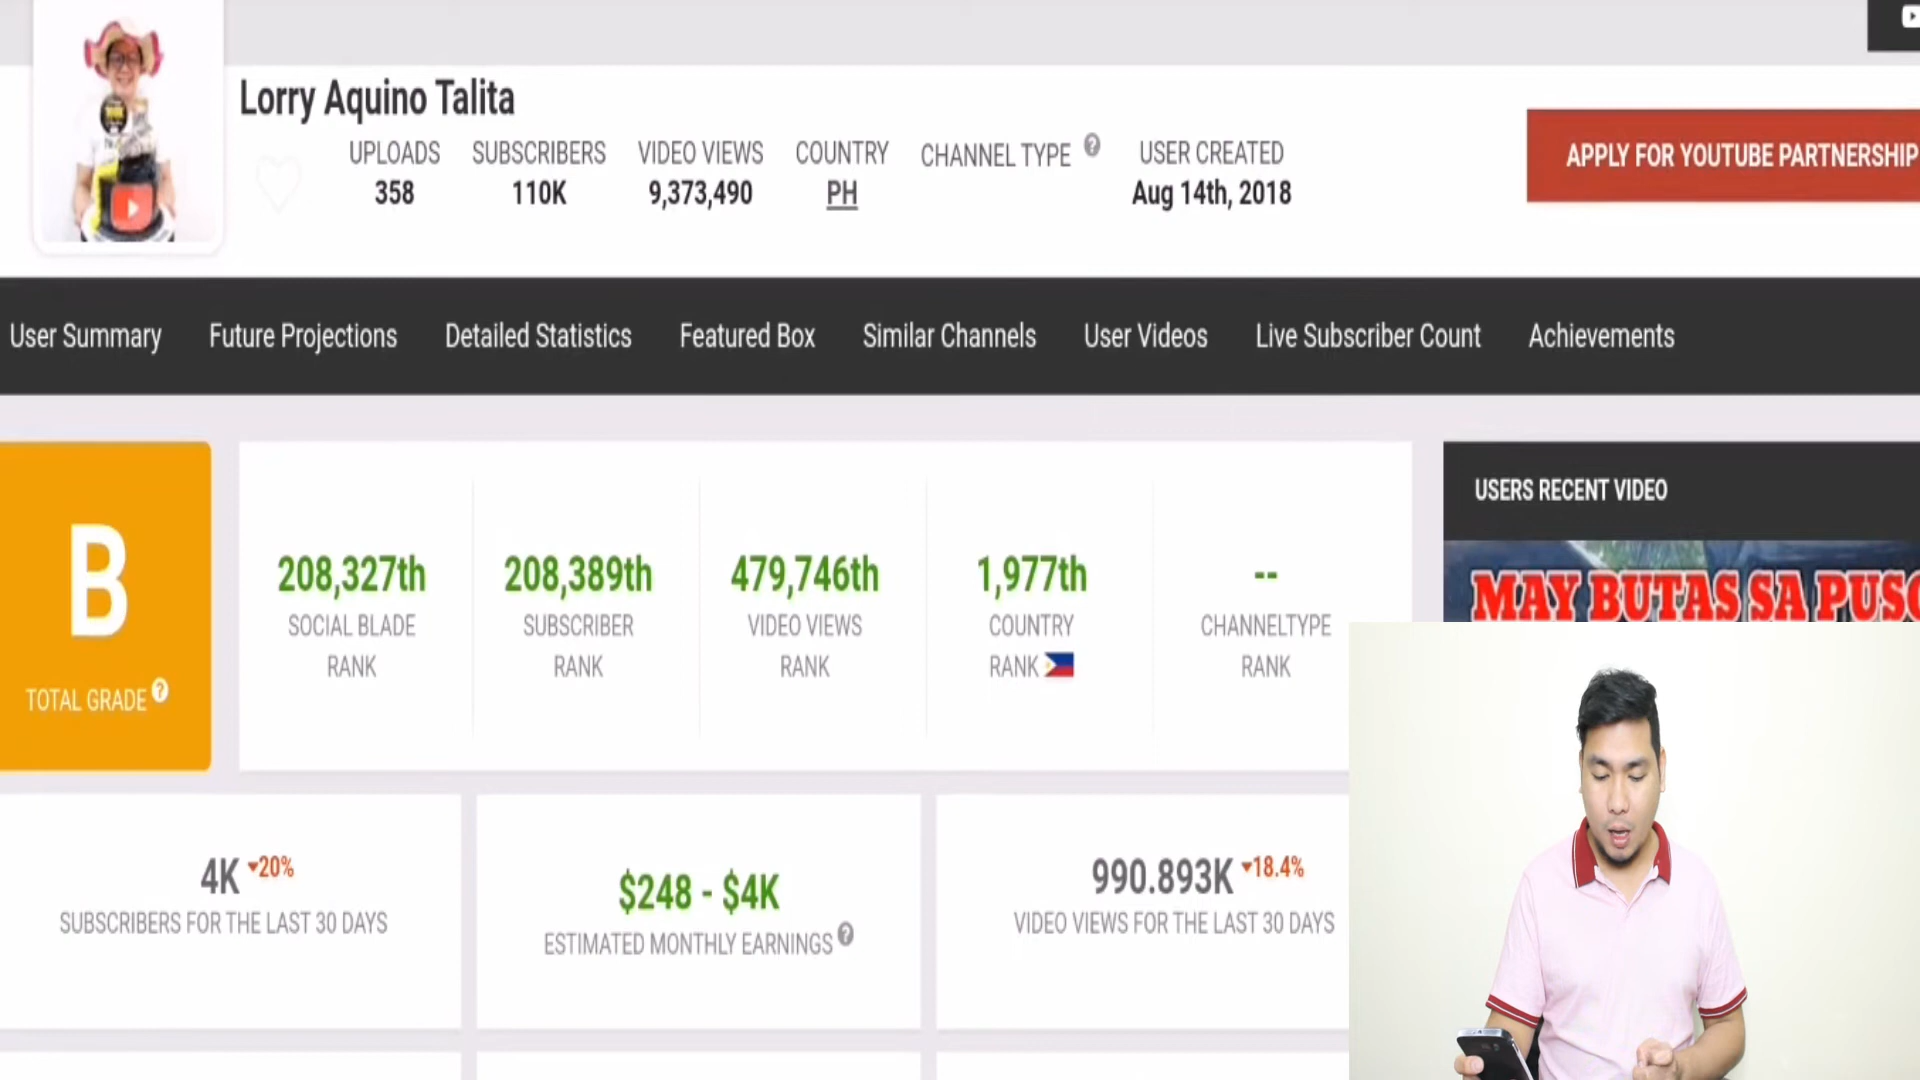 Lorry Aquino Talita
UPLOADS
358
SUBSCRIBERS
110K
VIDEO VIEWS
9,373,490
COUNTRY
PH
CHANNEL TYPE ?
USER CREATED
Aug 14th, 2018
APPLY FOR YOUTUBE PARTNERSHIP
User Summary
Future Projections
Detailed Statistics
Featured Box
Similar Channels
User Videos
Live Subscriber Count
Achievements
B
TOTAL GRADE ?
208,327th
SOCIAL BLADE
RANK
208,389th
SUBSCRIBER
RANK
479,746th
VIDEO VIEWS
RANK
1,977th
COUNTRY
RANK
--
CHANNELTYPE
RANK
USERS RECENT VIDEO
MAY BUTAS SA PUSO
4K 20%
SUBSCRIBERS FOR THE LAST 30 DAYS
$248 - $4K
ESTIMATED MONTHLY EARNINGS ?
990.893K 18.4%
VIDEO VIEWS FOR THE LAST 30 DAYS